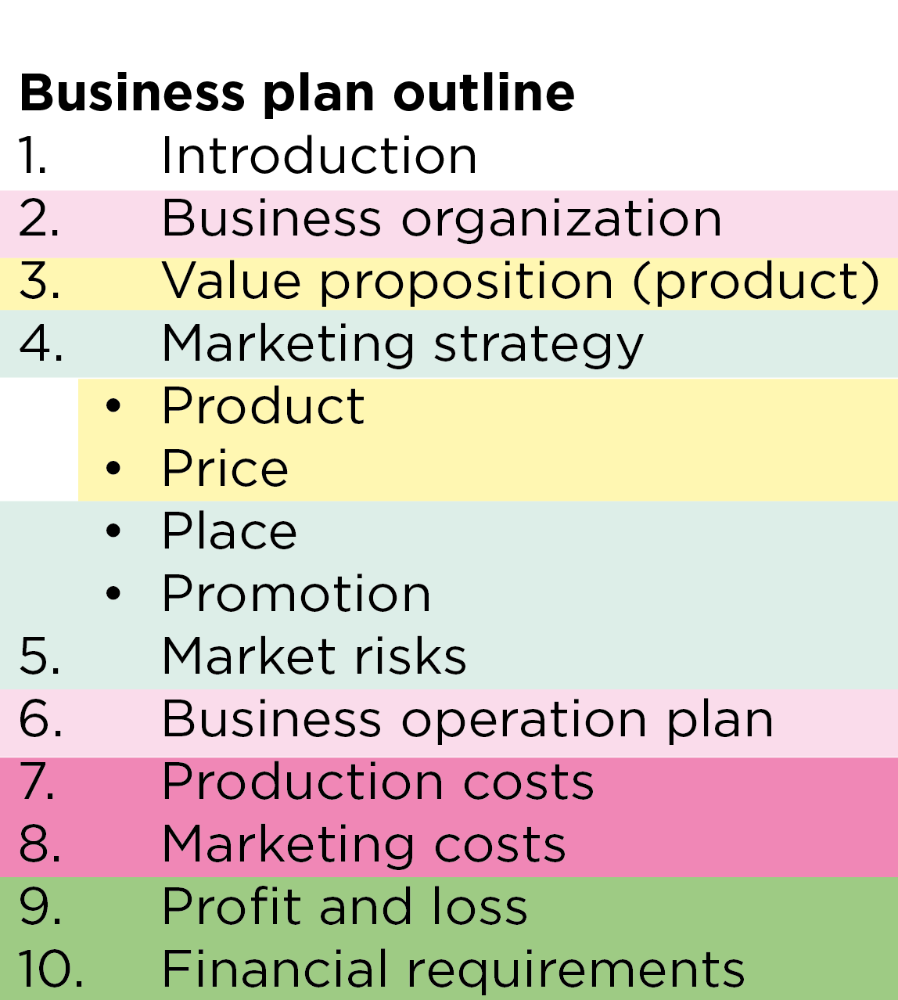 Business plan outline
1. Introduction
2. Business organization
3. Value proposition (product)
4. Marketing strategy
• Product
• Price
• Place
• Promotion
5. Market risks
6. Business operation plan
7. Production costs
8. Marketing costs
9. Profit and loss
10. Financial requirements